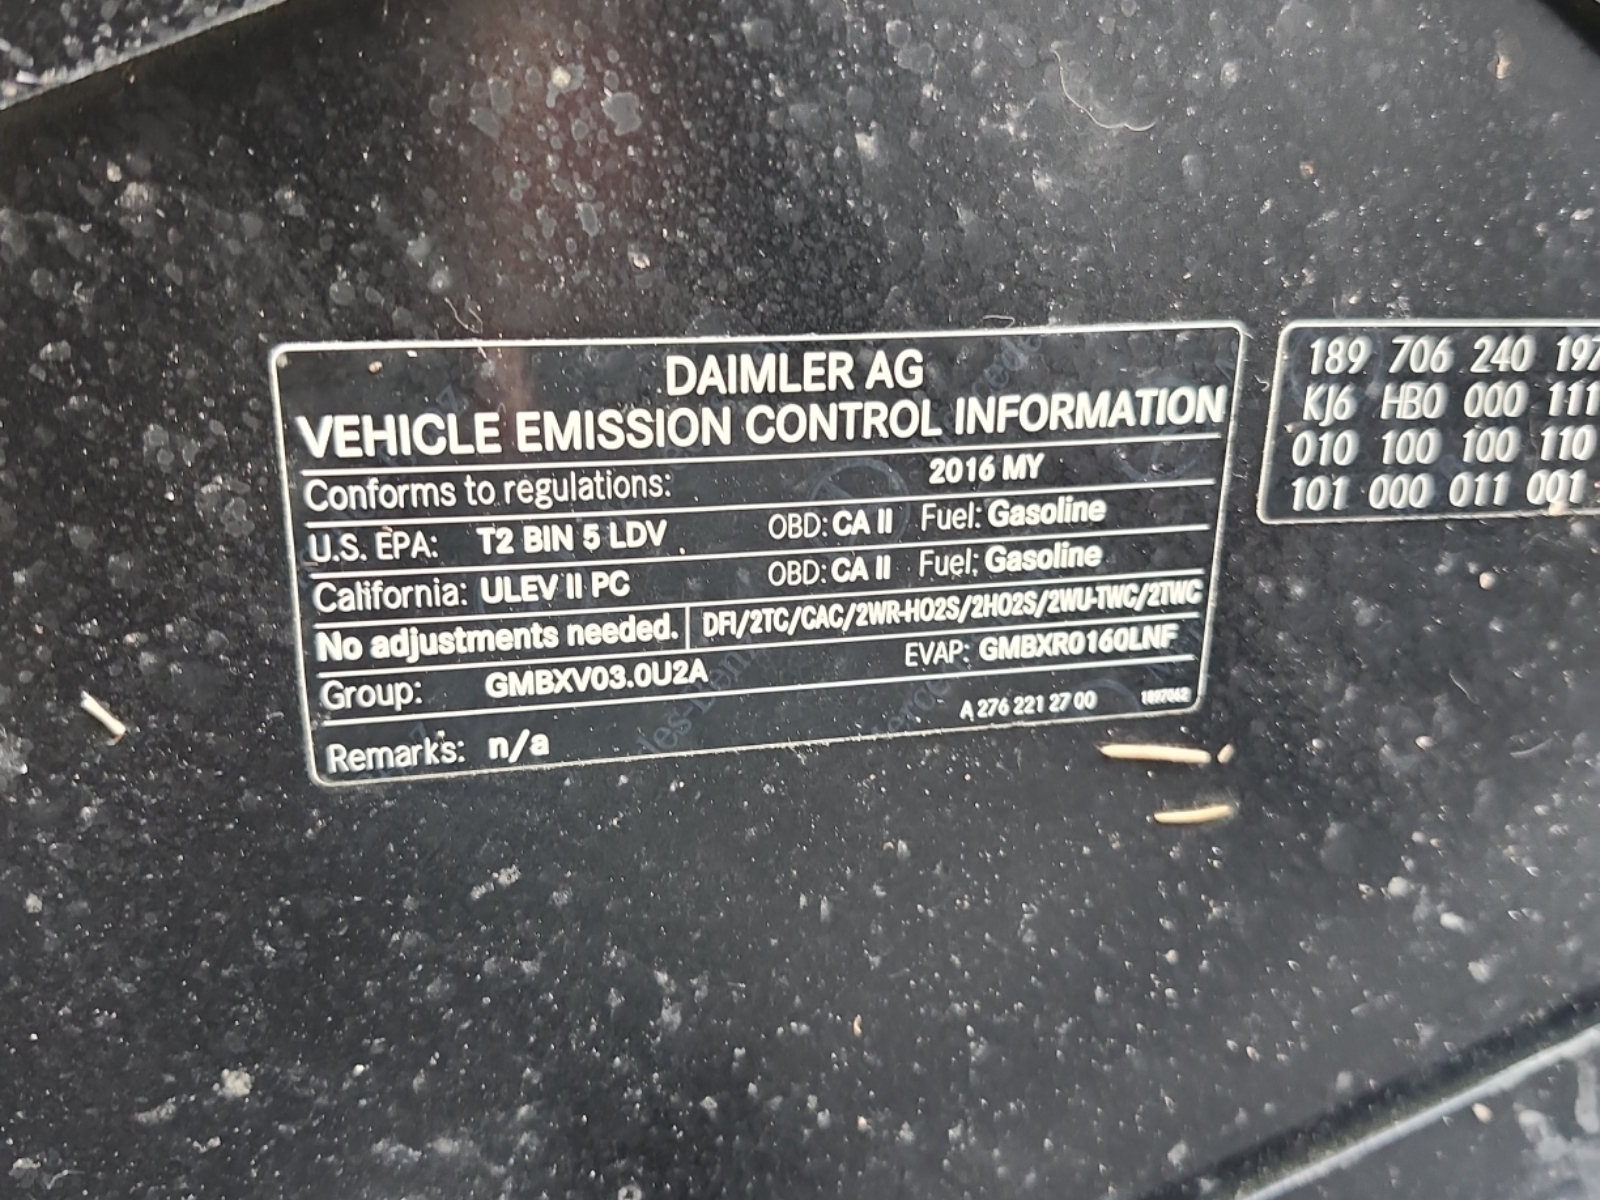 DAIMLER AG
VEHICLE EMISSION CONTROL INFORMATION
Conforms to regulations: 2016 MY
U.S. EPA: T2 BIN 5 LDV OBD: CA II Fuel: Gasoline
California: ULEV II PC OBD: CA II Fuel: Gasoline
No adjustments needed. DFI/2TC/CAC/2WR-HO2S/2HO2S/2WU-TWC/2TWC
Group: GMBXV03.0U2A EVAP: GMBXR0160LNF
Remarks: n/a A 276 221 27 00 1897062
189 706 240 197
KJ6 HB0 000 111
010 100 100 110
101 000 011 001